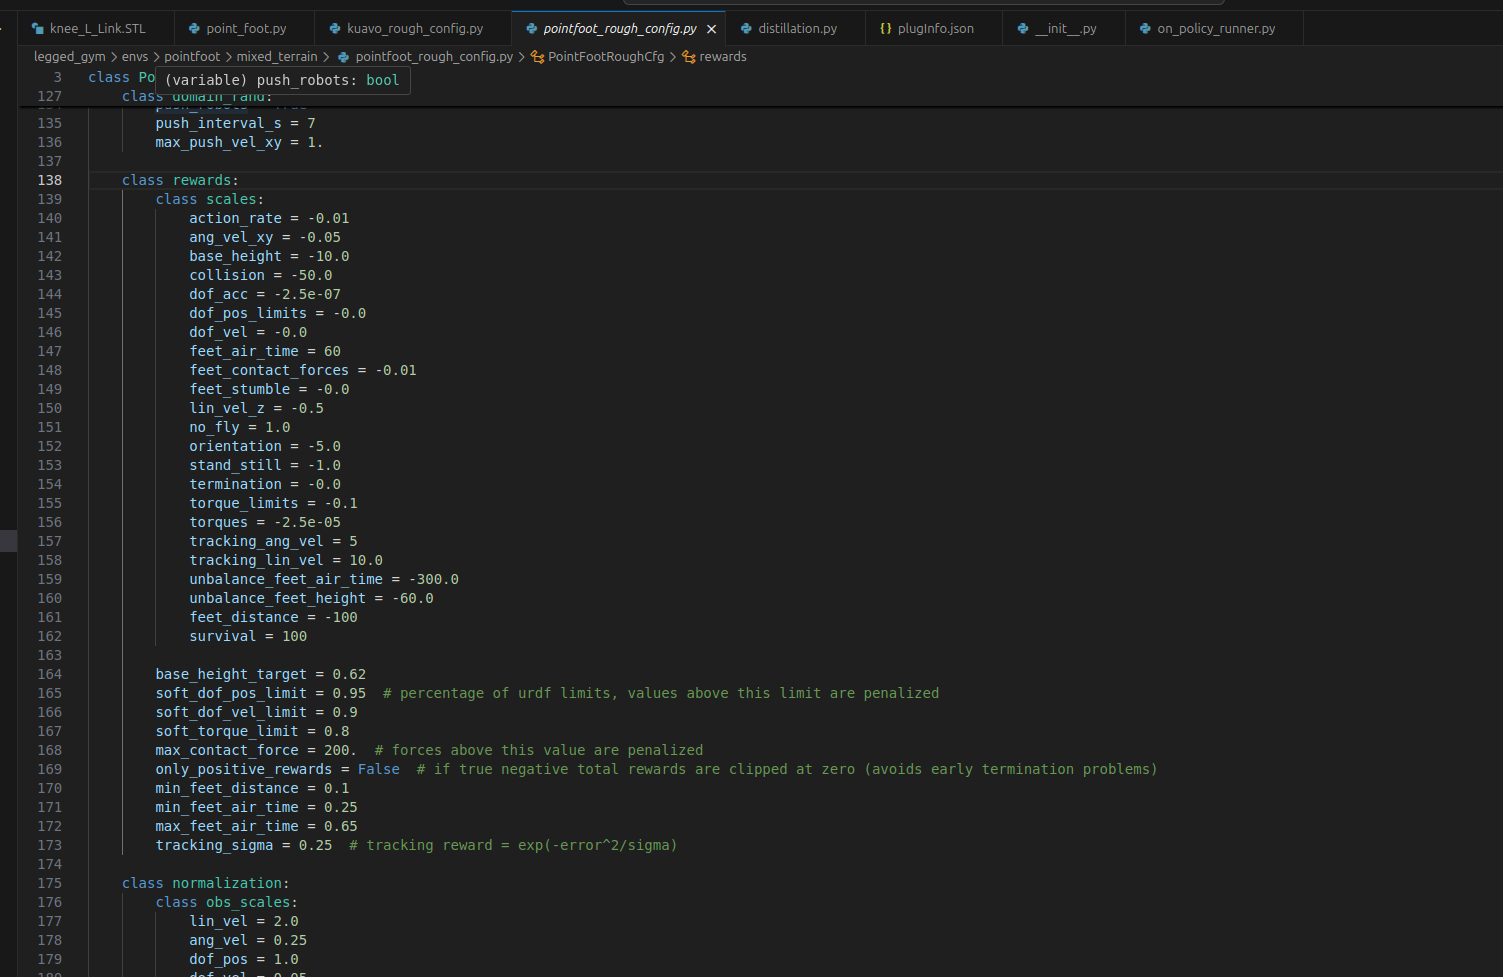 knee_L_Link.STL point_foot.py kuavo_rough_config.py pointfoot_rough_config.py × distillation.py {} plugInfo.json __init__.py on_policy_runner.py
legged_gym > envs > pointfoot > mixed_terrain > pointfoot_rough_config.py > PointFootRoughCfg > rewards
3 class Po
(variable) push_robots: bool
127 class domain_rand:
135 push_interval_s = 7
136 max_push_vel_xy = 1.
137
138 class rewards:
139 class scales:
140 action_rate = -0.01
141 ang_vel_xy = -0.05
142 base_height = -10.0
143 collision = -50.0
144 dof_acc = -2.5e-07
145 dof_pos_limits = -0.0
146 dof_vel = -0.0
147 feet_air_time = 60
148 feet_contact_forces = -0.01
149 feet_stumble = -0.0
150 lin_vel_z = -0.5
151 no_fly = 1.0
152 orientation = -5.0
153 stand_still = -1.0
154 termination = -0.0
155 torque_limits = -0.1
156 torques = -2.5e-05
157 tracking_ang_vel = 5
158 tracking_lin_vel = 10.0
159 unbalance_feet_air_time = -300.0
160 unbalance_feet_height = -60.0
161 feet_distance = -100
162 survival = 100
163
164 base_height_target = 0.62
165 soft_dof_pos_limit = 0.95 # percentage of urdf limits, values above this limit are penalized
166 soft_dof_vel_limit = 0.9
167 soft_torque_limit = 0.8
168 max_contact_force = 200. # forces above this value are penalized
169 only_positive_rewards = False # if true negative total rewards are clipped at zero (avoids early termination problems)
170 min_feet_distance = 0.1
171 min_feet_air_time = 0.25
172 max_feet_air_time = 0.65
173 tracking_sigma = 0.25 # tracking reward = exp(-error^2/sigma)
174
175 class normalization:
176 class obs_scales:
177 lin_vel = 2.0
178 ang_vel = 0.25
179 dof_pos = 1.0
180 dof_vel = 0.05